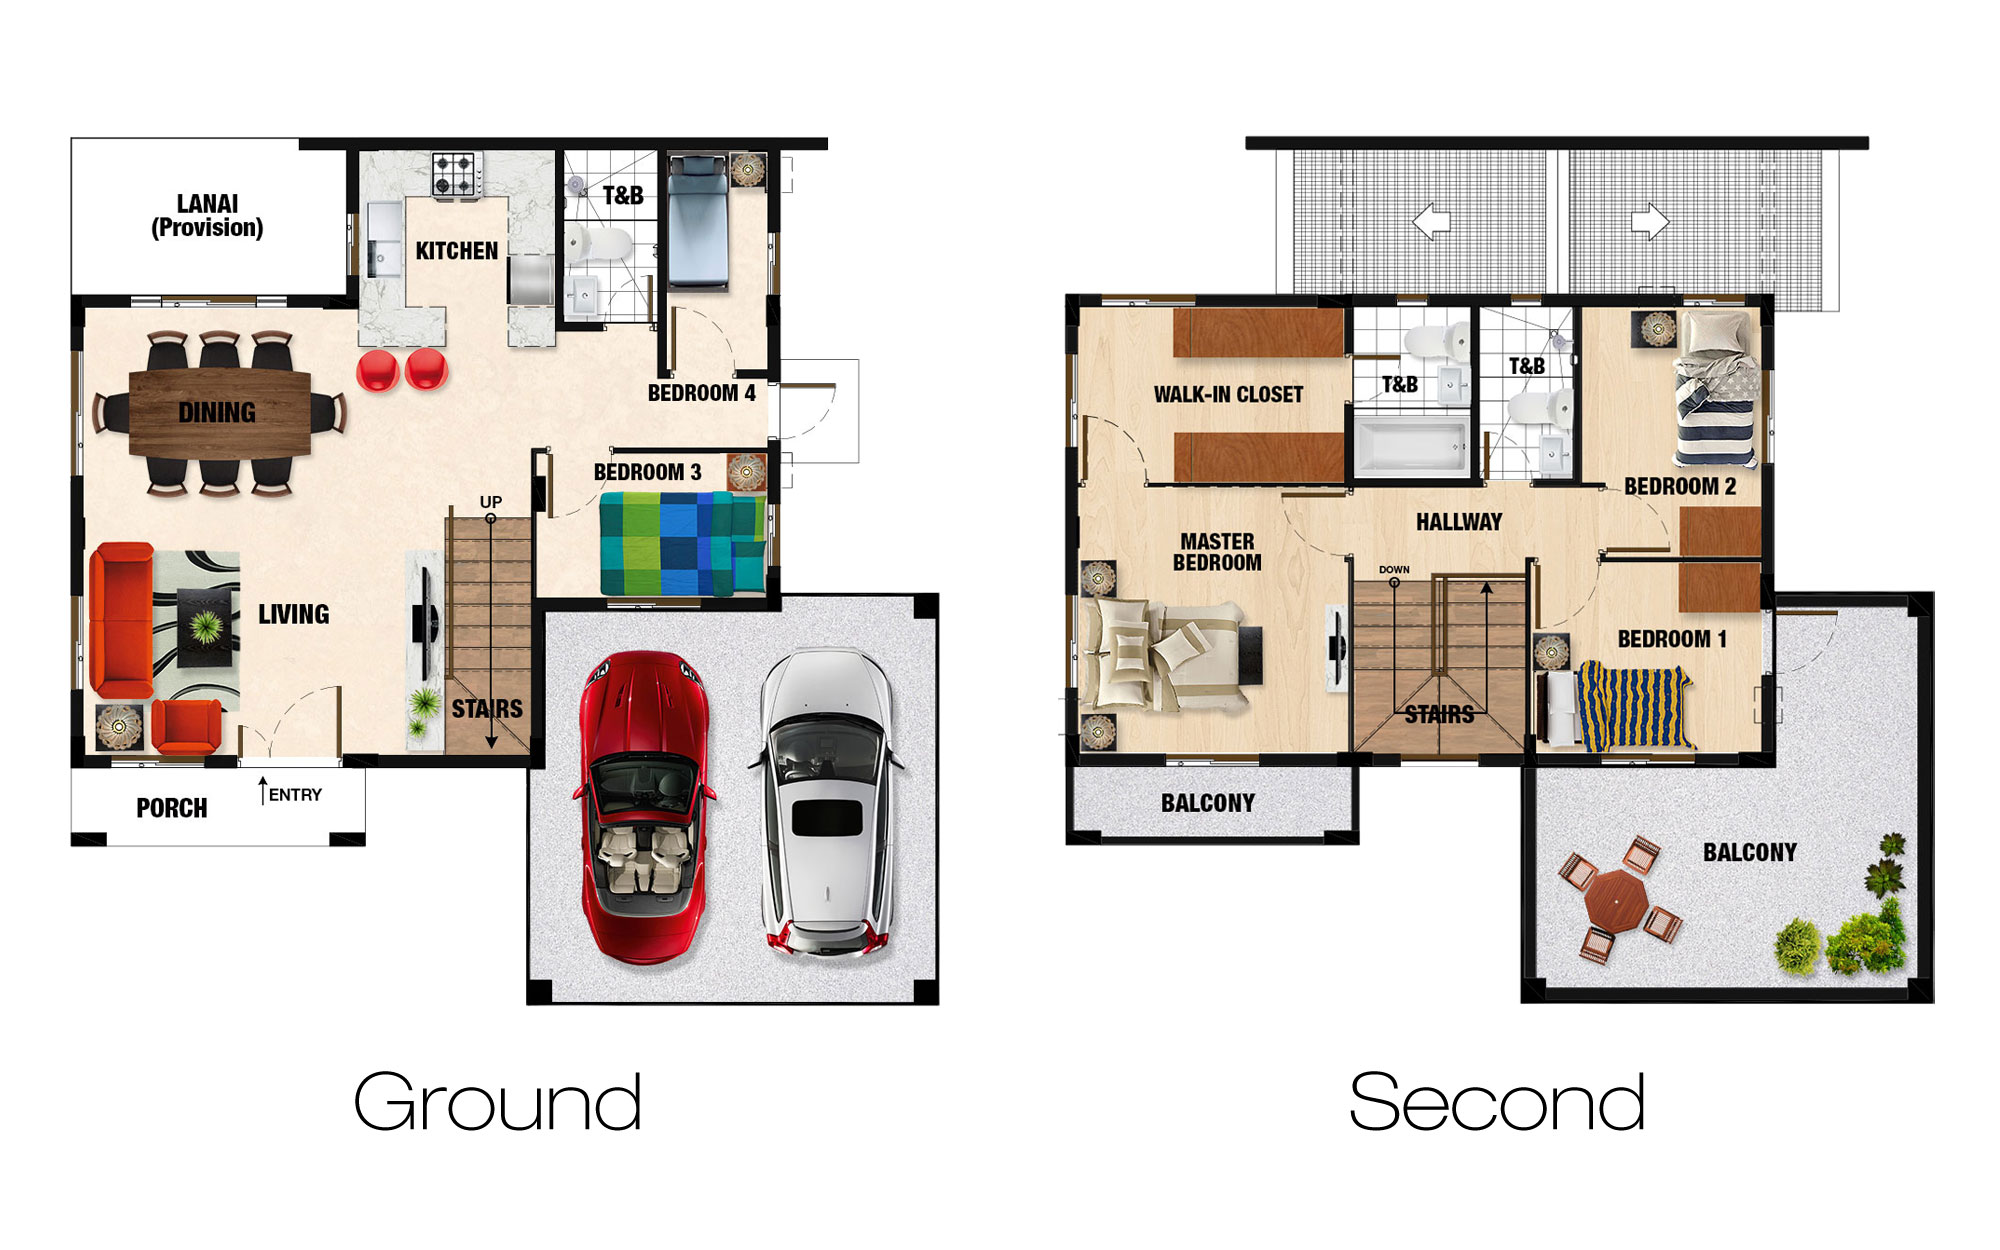 LANAI
(Provision)
KITCHEN
T&B
BEDROOM 4
DINING
BEDROOM 3
UP
LIVING
STAIRS
PORCH
ENTRY
Ground
WALK-IN CLOSET
T&B
T&B
BEDROOM 2
HALLWAY
MASTER
BEDROOM
DOWN
BEDROOM 1
STAIRS
BALCONY
BALCONY
Second